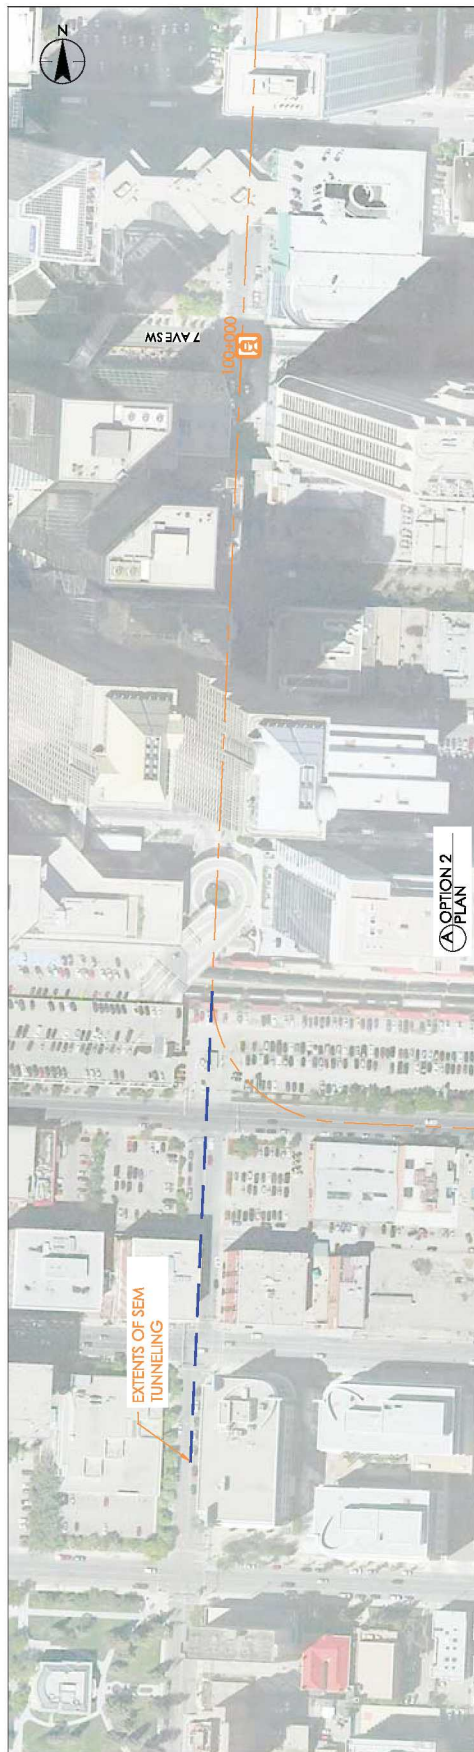 N
7 AVE SW
100+000
EXTENTS OF SEM
TUNNELING
A OPTION 2
PLAN